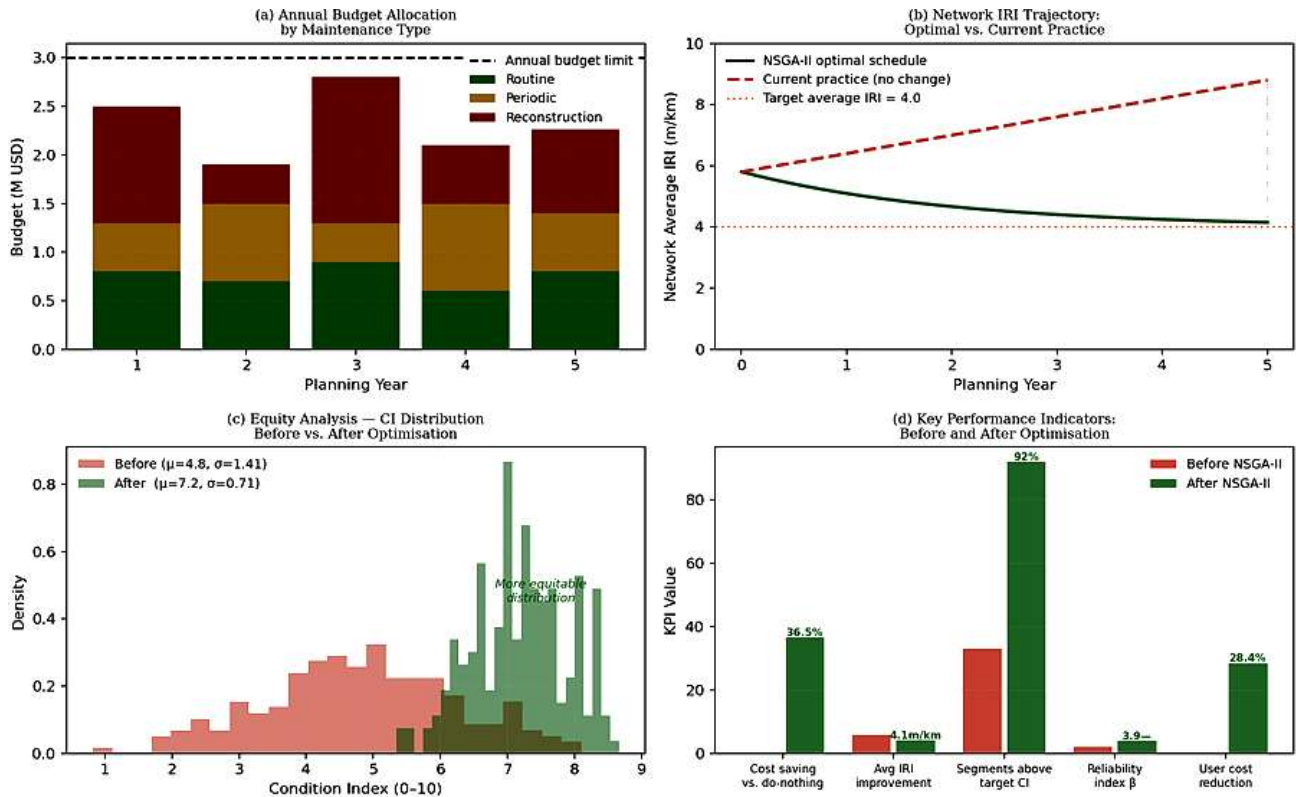 (a) Annual Budget Allocation
by Maintenance Type
3.0
2.5
2.0
1.5
1.0
0.5
0.0
Budget (M USD)
Annual budget limit
Routine
Periodic
Reconstruction
1 2 3 4 5
Planning Year
(b) Network IRI Trajectory:
Optimal vs. Current Practice
10
8
6
4
2
0
Network Average IRI (m/km)
NSGA-II optimal schedule
Current practice (no change)
Target average IRI = 4.0
0 1 2 3 4 5
Planning Year
(c) Equity Analysis — CI Distribution
Before vs. After Optimisation
0.8
0.6
0.4
0.2
0.0
Density
Before (μ=4.8, σ=1.41)
After (μ=7.2, σ=0.71)
More equitable
distribution
1 2 3 4 5 6 7 8 9
Condition Index (0–10)
(d) Key Performance Indicators:
Before and After Optimisation
80
60
40
20
0
KPI Value
Before NSGA-II
After NSGA-II
36.5%
4.1m/km
92%
3.9—
28.4%
Cost saving
vs. do-nothing
Avg IRI
improvement
Segments above
target CI
Reliability
index β
User cost
reduction